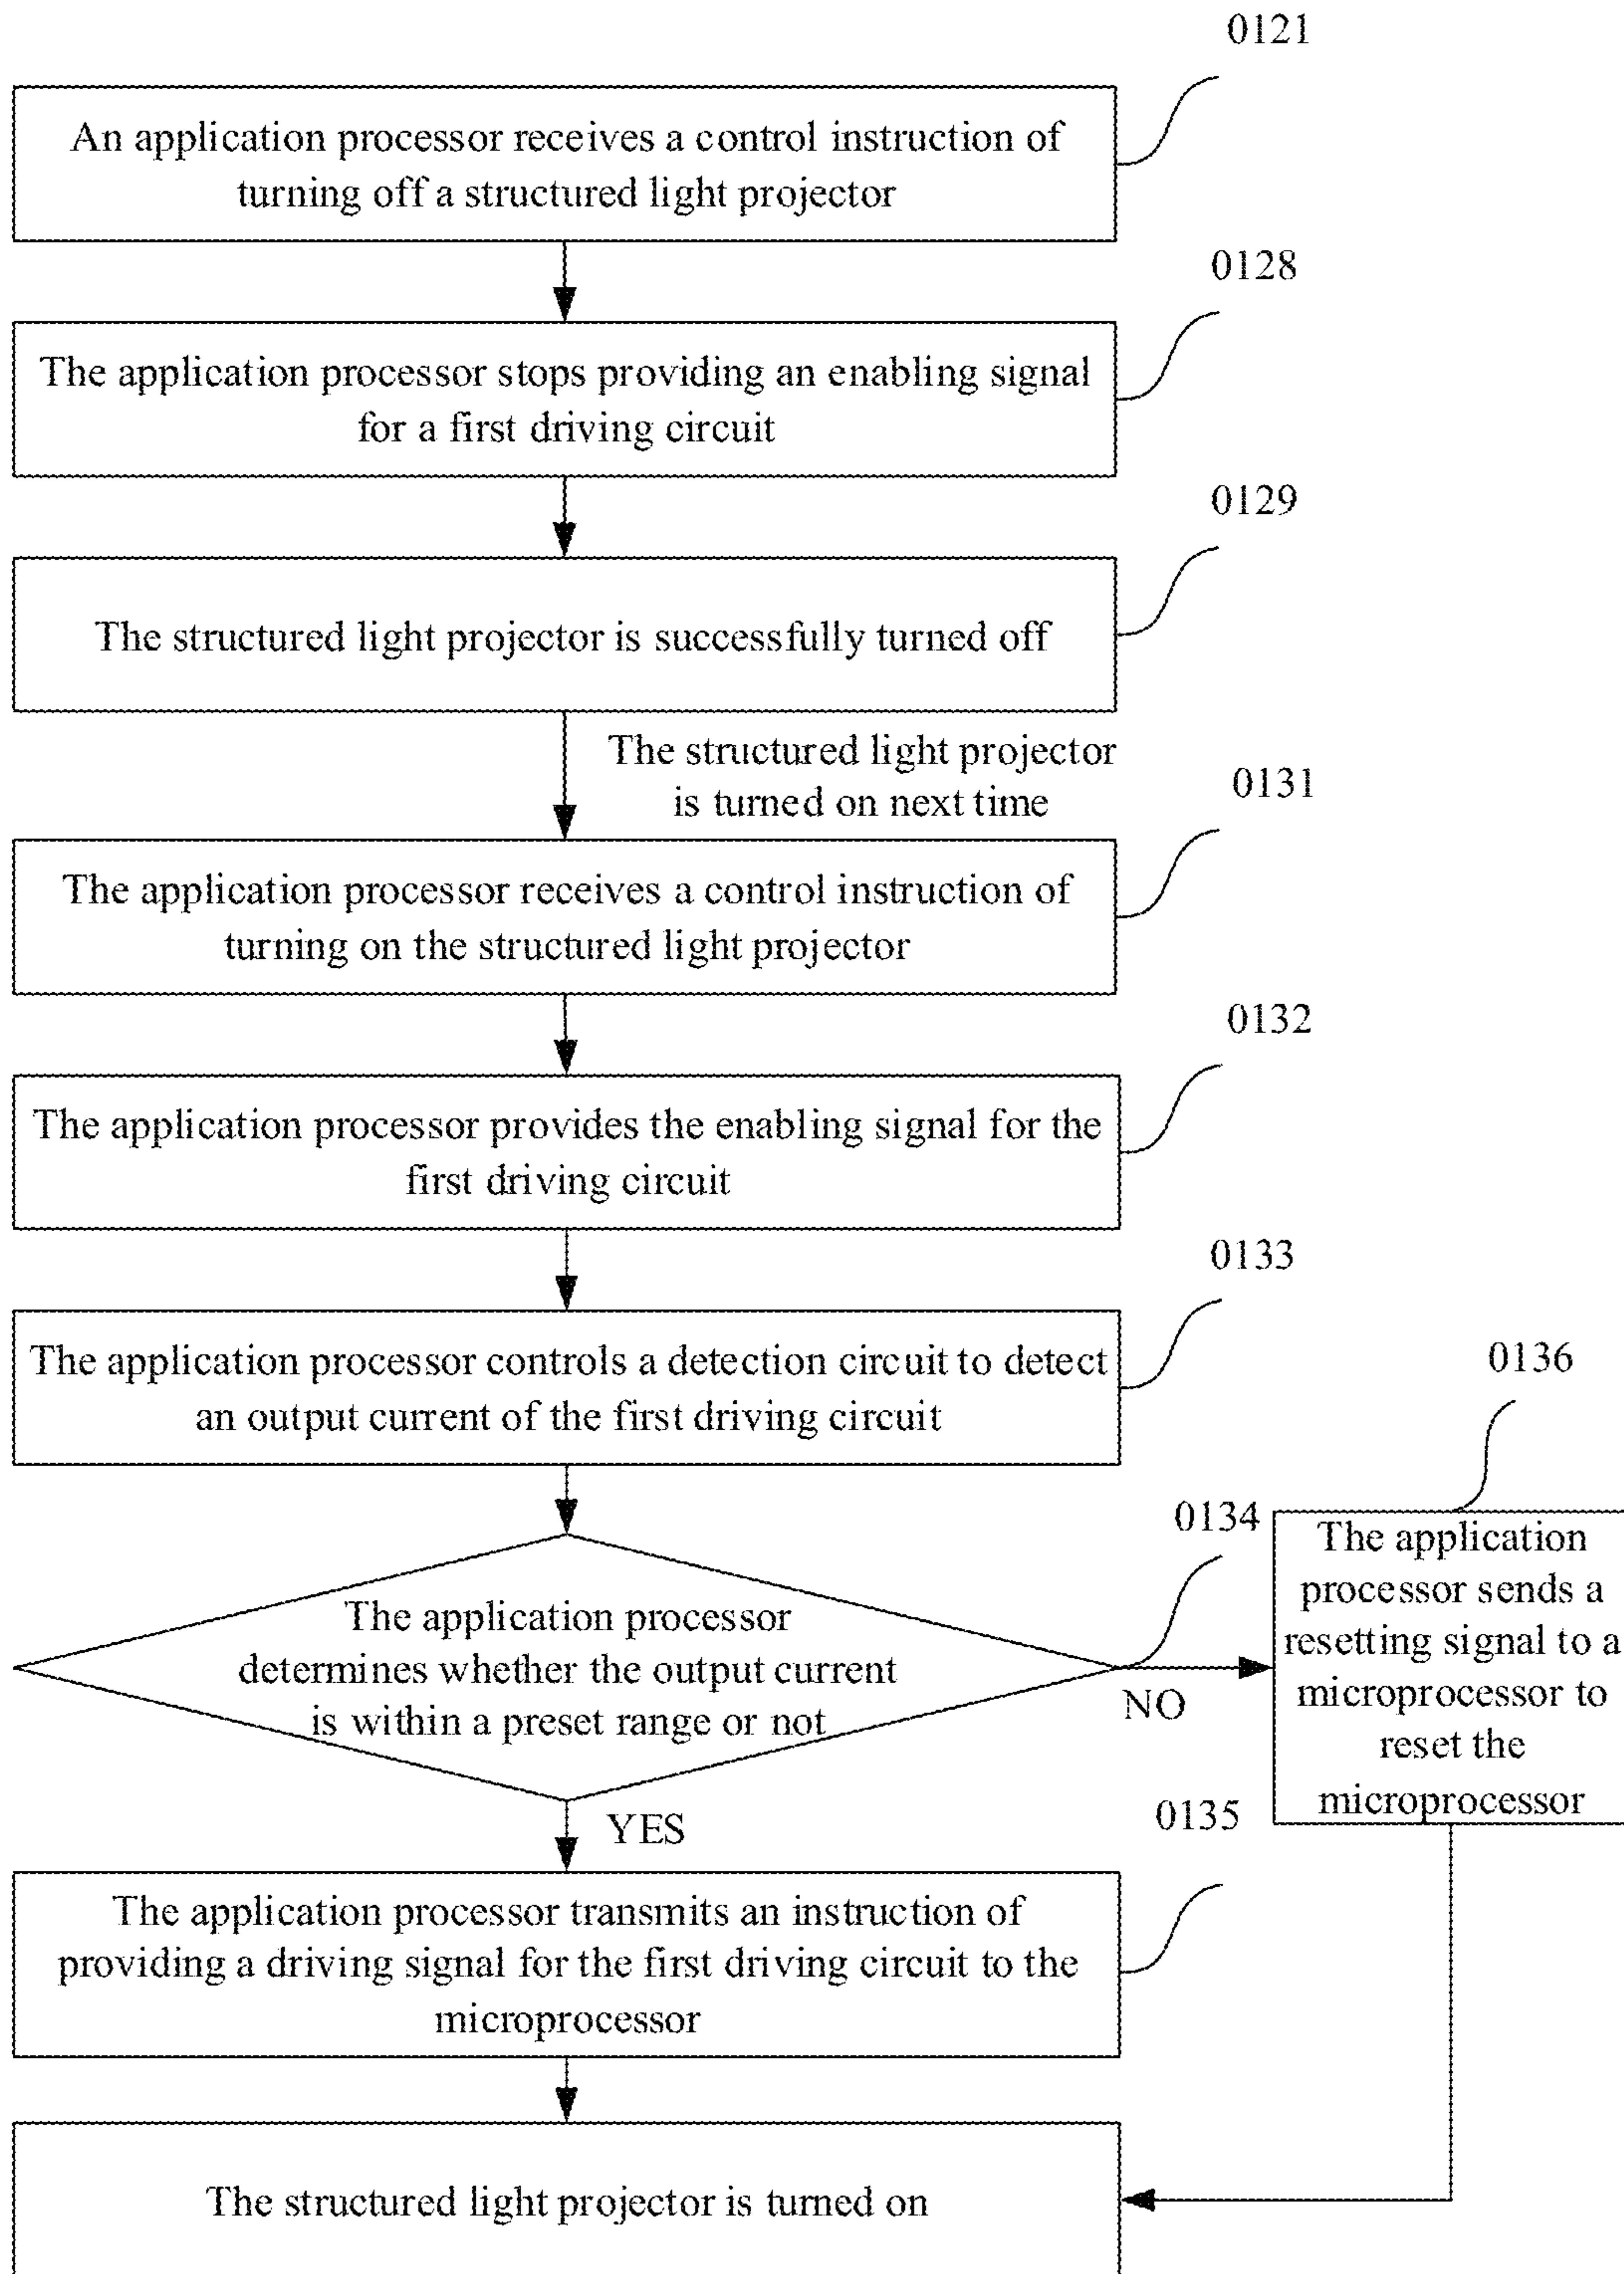 0121
An application processor receives a control instruction of
turning off a structured light projector
0128
The application processor stops providing an enabling signal
for a first driving circuit
0129
The structured light projector is successfully turned off
The structured light projector
is turned on next time
0131
The application processor receives a control instruction of
turning on the structured light projector
0132
The application processor provides the enabling signal for the
first driving circuit
0133
The application processor controls a detection circuit to detect
an output current of the first driving circuit
0134
The application processor
determines whether the output current
is within a preset range or not
NO
0136
The application
processor sends a
resetting signal to a
microprocessor to
reset the
microprocessor
YES
0135
The application processor transmits an instruction of
providing a driving signal for the first driving circuit to the
microprocessor
The structured light projector is turned on